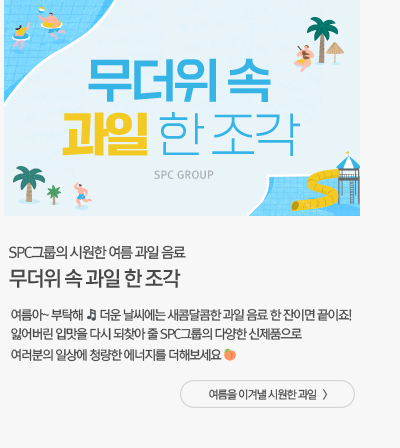 무더위 속
과일 한 조각
SPC GROUP
SPC그룹의 시원한 여름 과일 음료
무더위 속 과일 한 조각
여름아~ 부탁해 🎵 더운 날씨에는 새콤달콤한 과일 음료 한 잔이면 끝이죠!
잃어버린 입맛을 다시 되찾아 줄 SPC그룹의 다양한 신제품으로
여러분의 일상에 청량한 에너지를 더해보세요 🍑
여름을 이겨낼 시원한 과일 〉